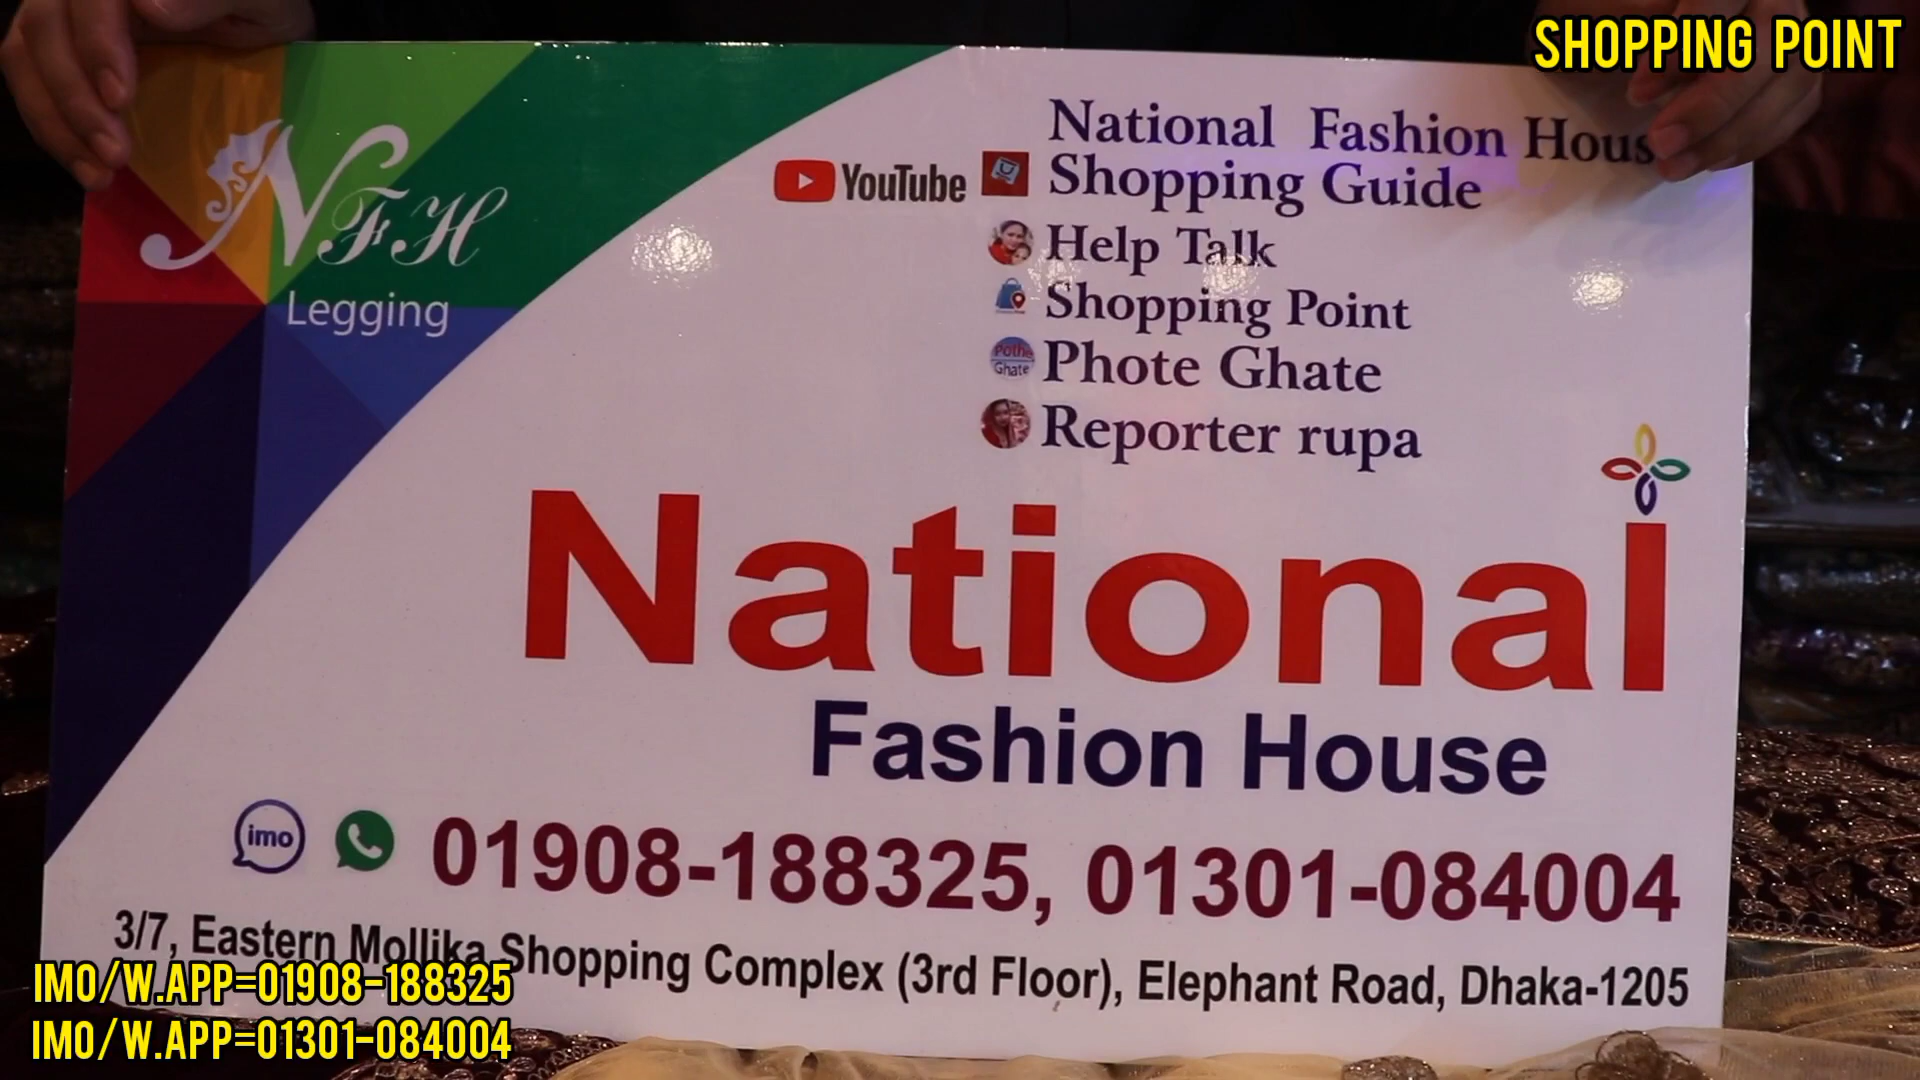 SHOPPING POINT
NFH
Legging
YouTube
National Fashion Hous
Shopping Guide
Help Talk
Shopping Point
Pothe
Ghate
Phote Ghate
Reporter rupa
National
Fashion House
imo
01908-188325, 01301-084004
3/7, Eastern Mollika Shopping Complex (3rd Floor), Elephant Road, Dhaka-1205
IMO/W.APP=01908-188325
IMO/W.APP=01301-084004